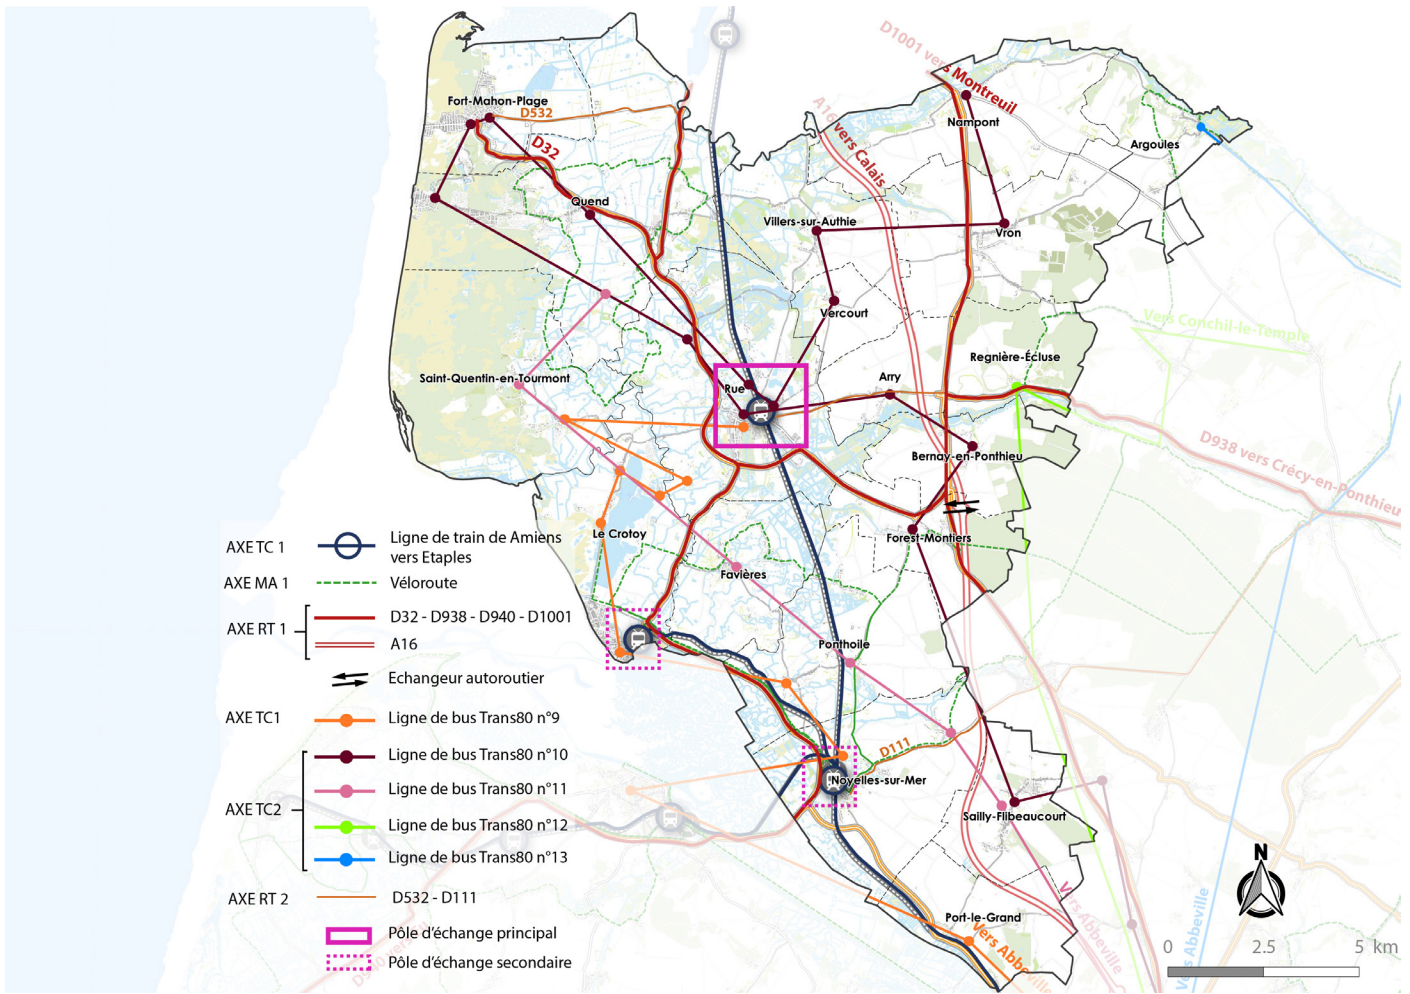 D1001 vers Montreuil
Fort-Mahon-Plage
D532
D32
A16 vers Calais
Nampont
Argoules
Quend
Villers-sur-Authie
Vron
Vercourt
Vers Conchil-le-Temple
Regnière-Écluse
Saint-Quentin-en-Tourmont
Rue
Arry
D938 vers Crécy-en-Ponthieu
Bernay-en-Ponthieu
Le Crotoy
Forest-Montiers
Favières
Ponthoile
D111
Noyelles-sur-Mer
Sailly-Flibeaucourt
Vers Abbeville
Vers Abbeville
Port-le-Grand
Vers Abbe
AXE TC 1
Ligne de train de Amiens
vers Etaples
AXE MA 1
Véloroute
AXE RT 1
D32 - D938 - D940 - D1001
A16
Echangeur autoroutier
AXE TC1
Ligne de bus Trans80 n°9
AXE TC2
Ligne de bus Trans80 n°10
Ligne de bus Trans80 n°11
Ligne de bus Trans80 n°12
Ligne de bus Trans80 n°13
AXE RT 2
D532 - D111
Pôle d'échange principal
Pôle d'échange secondaire
N
0 2.5 5 km